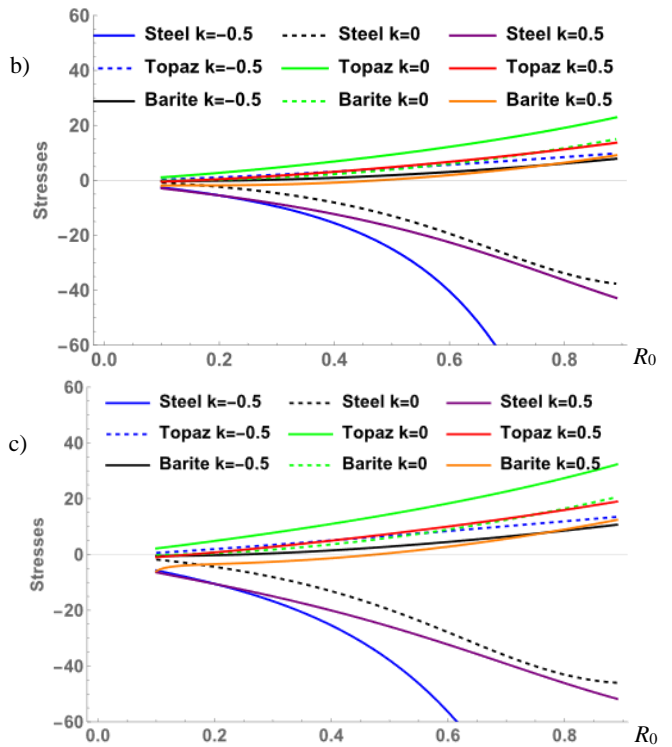 b)
60
40
20
0
−20
−40
−60
Stresses
Steel k=−0.5 Steel k=0 Steel k=0.5
Topaz k=−0.5 Topaz k=0 Topaz k=0.5
Barite k=−0.5 Barite k=0 Barite k=0.5
0.0 0.2 0.4 0.6 0.8 R0
c)
60
40
20
0
−20
−40
−60
Stresses
Steel k=−0.5 Steel k=0 Steel k=0.5
Topaz k=−0.5 Topaz k=0 Topaz k=0.5
Barite k=−0.5 Barite k=0 Barite k=0.5
0.0 0.2 0.4 0.6 0.8 R0